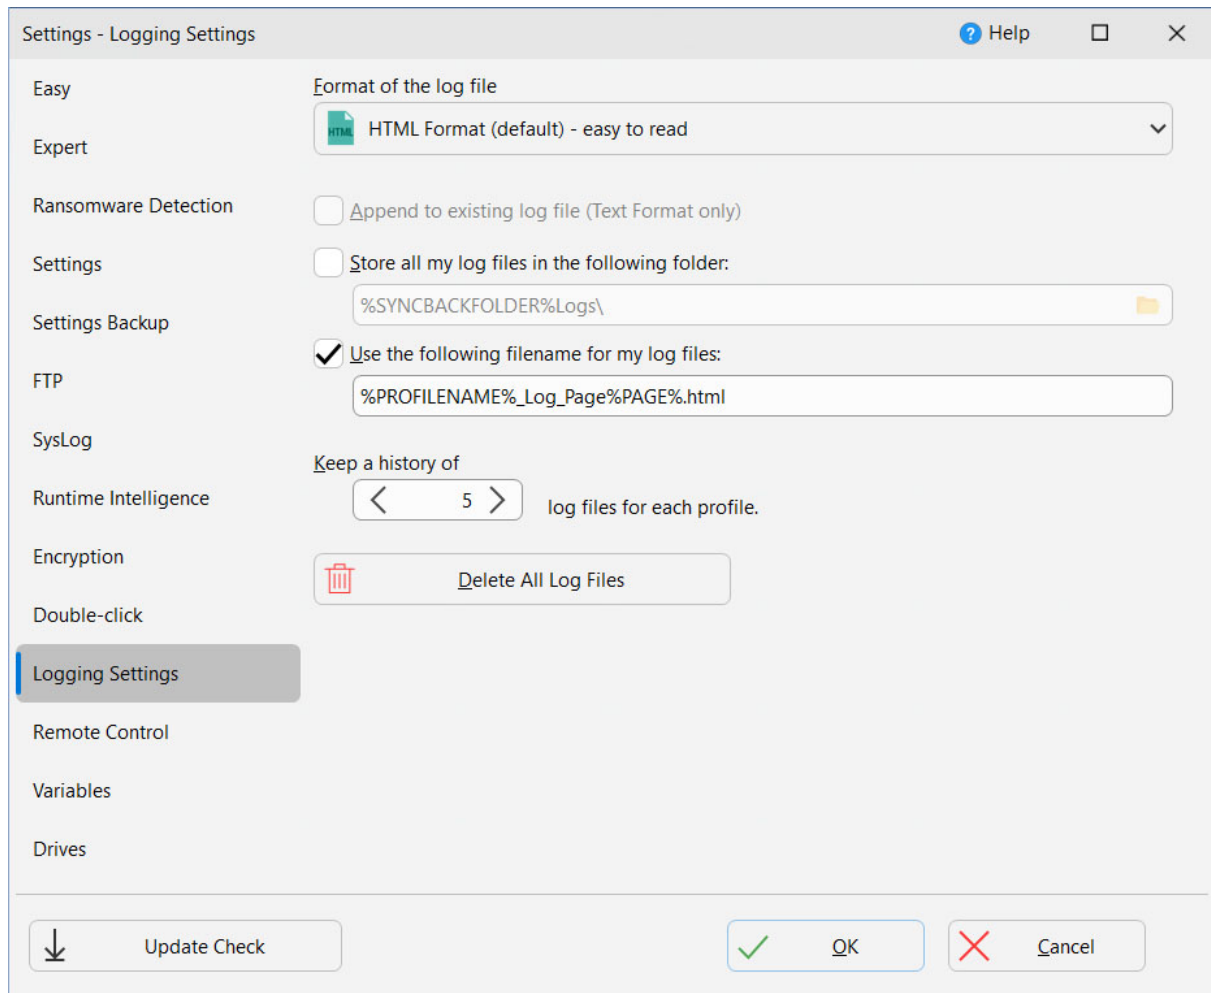 Settings - Logging Settings
? Help
Easy
Expert
Ransomware Detection
Settings
Settings Backup
FTP
SysLog
Runtime Intelligence
Encryption
Double-click
Logging Settings
Remote Control
Variables
Drives
Format of the log file
HTML HTML Format (default) - easy to read
Append to existing log file (Text Format only)
Store all my log files in the following folder:
%SYNCBACKFOLDER%Logs\
Use the following filename for my log files:
%PROFILENAME%_Log_Page%PAGE%.html
Keep a history of
5 log files for each profile.
Delete All Log Files
Update Check
OK
Cancel